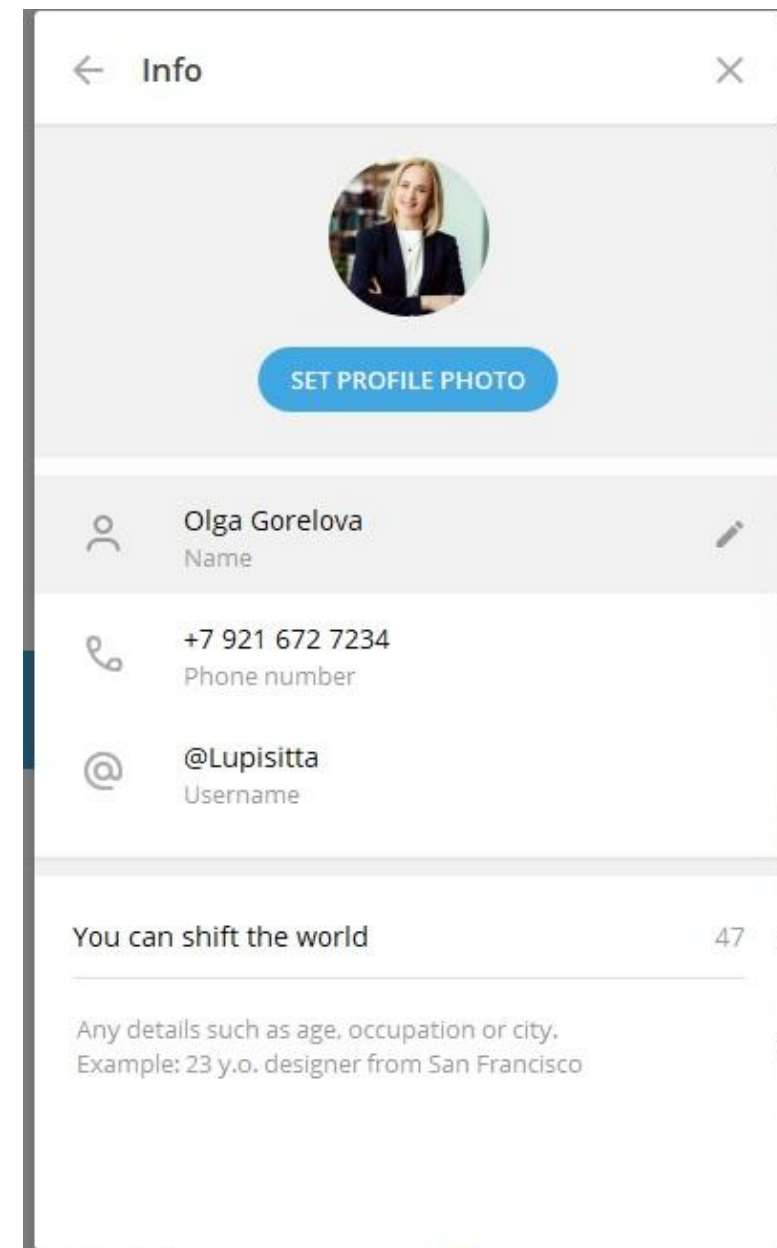 Info
SET PROFILE PHOTO
Olga Gorelova
Name
+7 921 672 7234
Phone number
@Lupisitta
Username
You can shift the world 47
Any details such as age, occupation or city.
Example: 23 y.o. designer from San Francisco